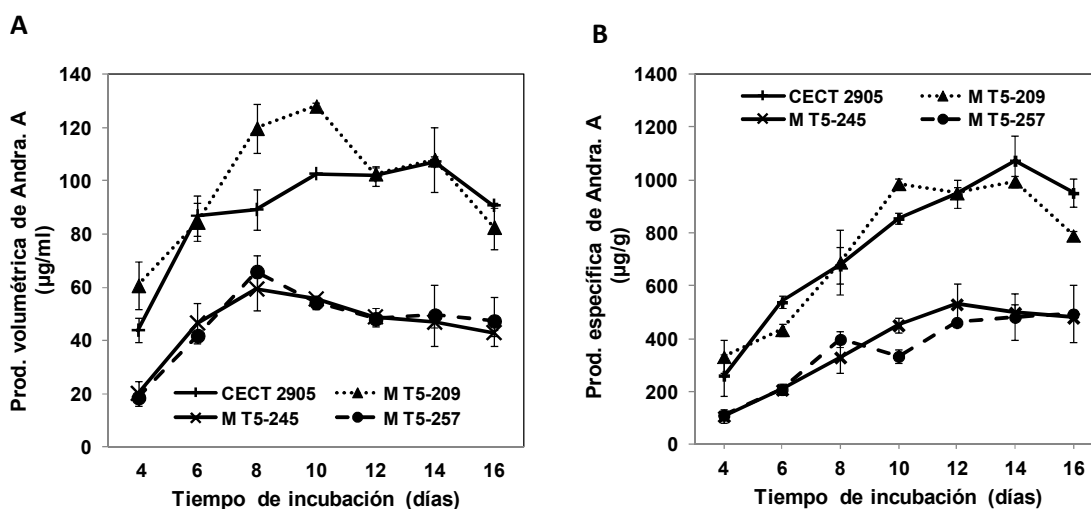 A
Prod. volumétrica de Andra. A
(µg/ml)
140
120
100
80
60
40
20
0
CECT 2905
M T5-209
M T5-245
M T5-257
4 6 8 10 12 14 16
Tiempo de incubación (días)
B
Prod. específica de Andra. A
(µg/g)
1400
1200
1000
800
600
400
200
0
CECT 2905
M T5-209
M T5-245
M T5-257
4 6 8 10 12 14 16
Tiempo de incubación (días)